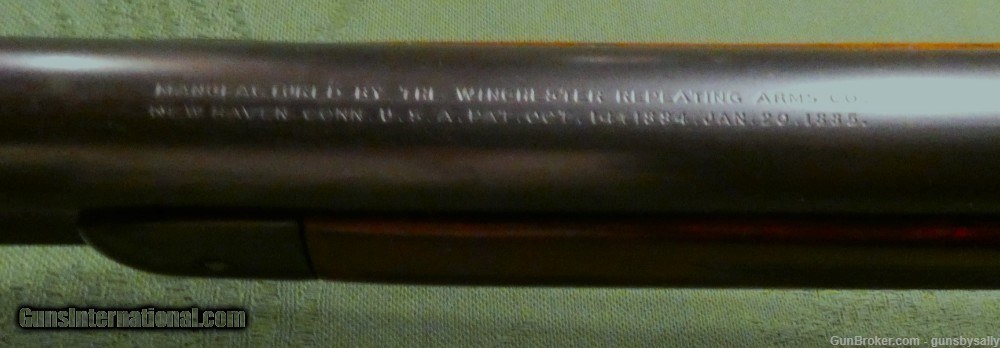 MANUFACTURED BY THE WINCHESTER REPEATING ARMS CO.
NEW HAVEN. CONN. U.S.A. PAT. OCT. 14. 1884. JAN. 20. 1885.
GunsInternational.com
GunBroker.com - gunsbysally